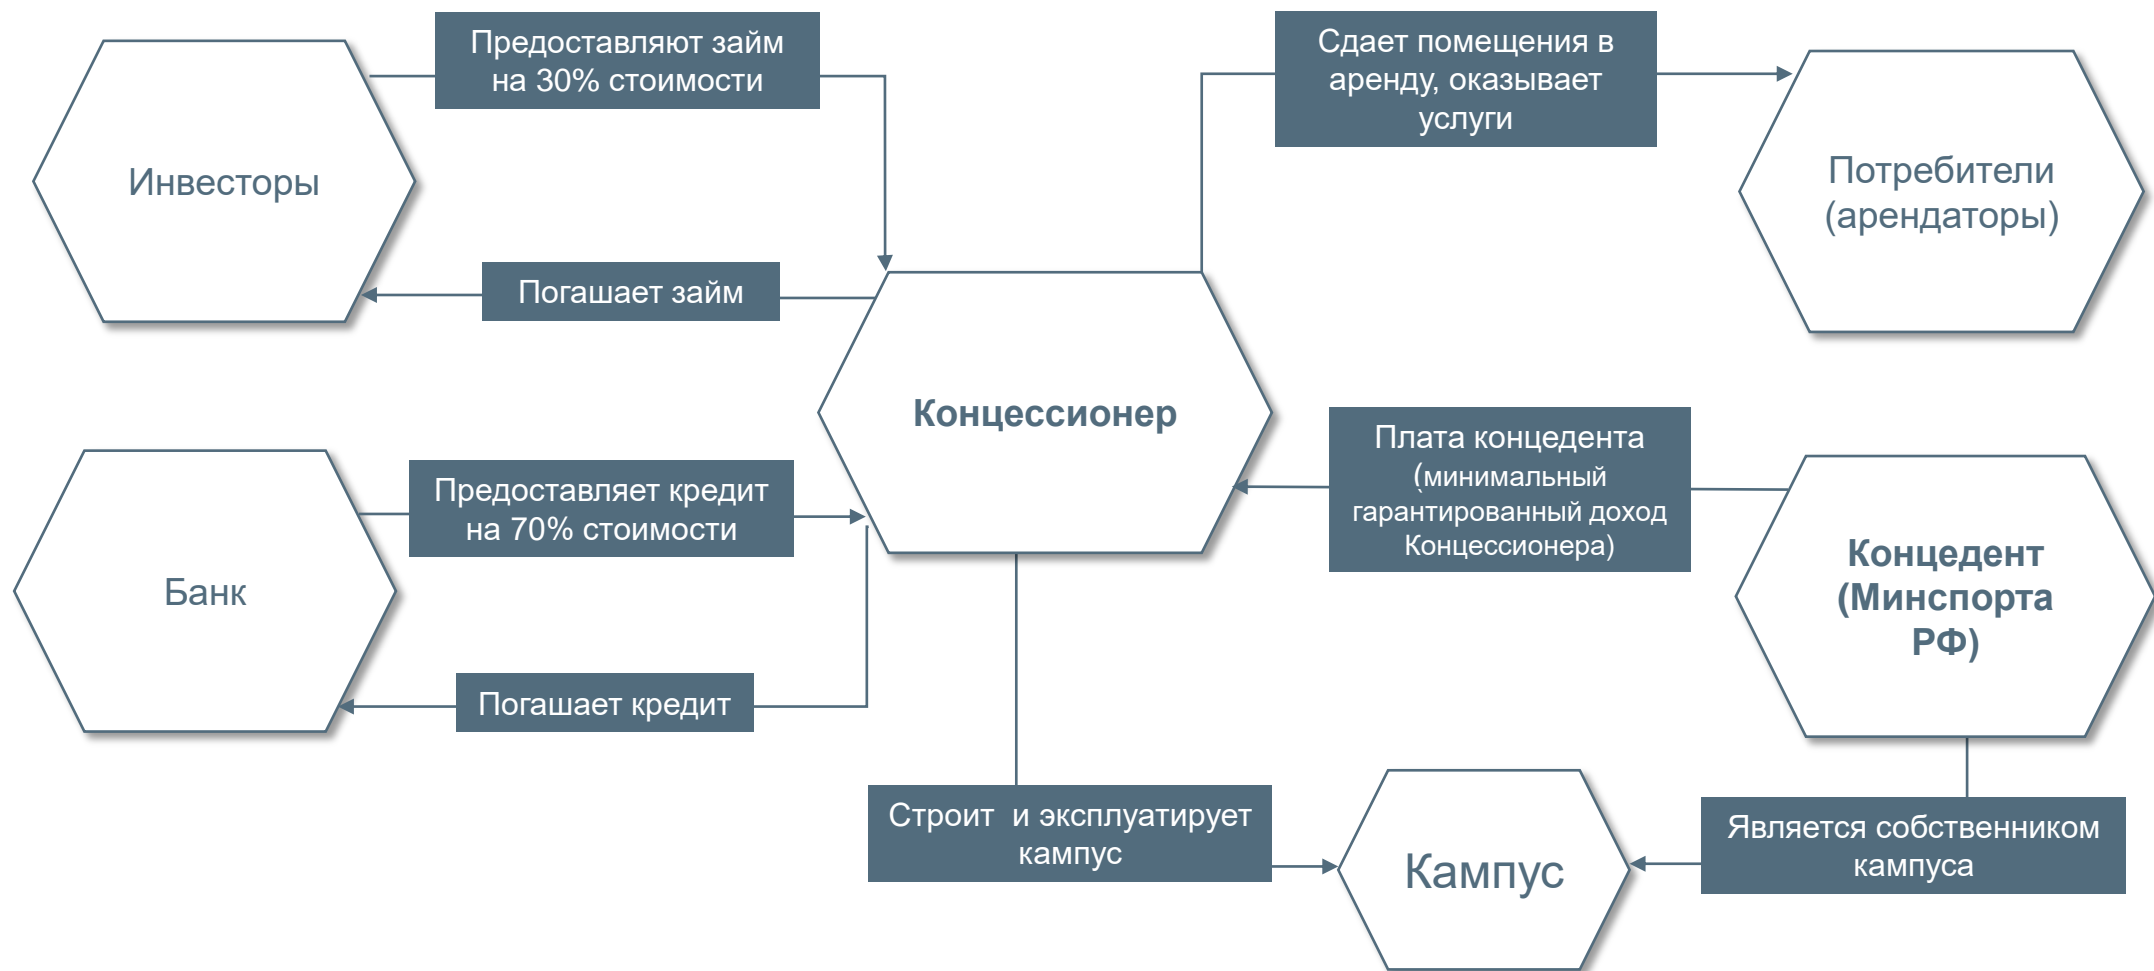 Предоставляют займ
на 30% стоимости
Сдает помещения в
аренду, оказывает
услуги
Инвесторы
Потребители
(арендаторы)
Погашает займ
Концессионер
Плата концедента
(минимальный
гарантированный доход
Концессионера)
Предоставляет кредит
на 70% стоимости
Банк
Концедент
(Минспорта
РФ)
Погашает кредит
Строит  и эксплуатирует
кампус
Кампус
Является собственником
кампуса